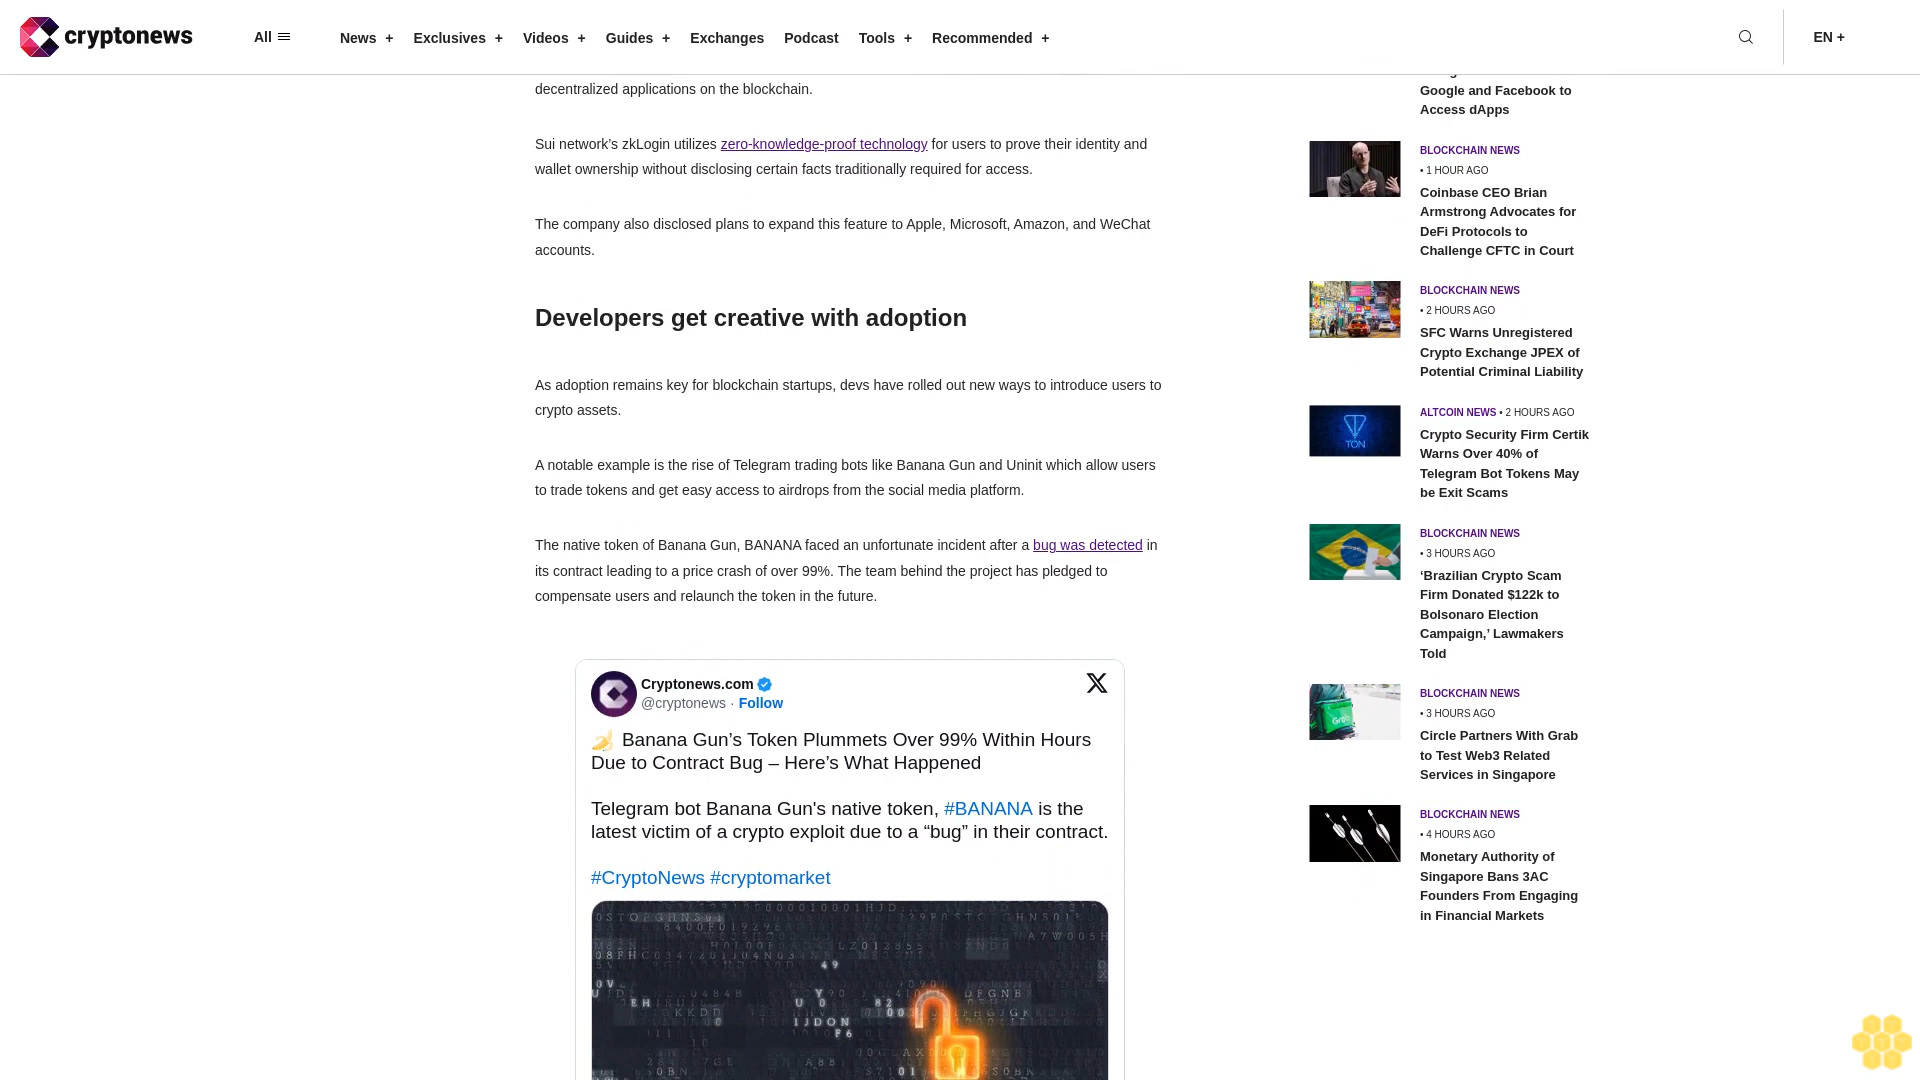 cryptonews
All
News +
Exclusives +
Videos +
Guides +
Exchanges
Podcast
Tools +
Recommended +
EN +
decentralized applications on the blockchain.
Sui network’s zkLogin utilizes zero-knowledge-proof technology for users to prove their identity and
wallet ownership without disclosing certain facts traditionally required for access.
The company also disclosed plans to expand this feature to Apple, Microsoft, Amazon, and WeChat
accounts.
Developers get creative with adoption
As adoption remains key for blockchain startups, devs have rolled out new ways to introduce users to
crypto assets.
A notable example is the rise of Telegram trading bots like Banana Gun and Uninit which allow users
to trade tokens and get easy access to airdrops from the social media platform.
The native token of Banana Gun, BANANA faced an unfortunate incident after a bug was detected in
its contract leading to a price crash of over 99%. The team behind the project has pledged to
compensate users and relaunch the token in the future.
Cryptonews.com
@cryptonews · Follow
🍌 Banana Gun’s Token Plummets Over 99% Within Hours
Due to Contract Bug – Here’s What Happened
Telegram bot Banana Gun's native token, #BANANA is the
latest victim of a crypto exploit due to a “bug” in their contract.
#CryptoNews #cryptomarket
Google and Facebook to
Access dApps
BLOCKCHAIN NEWS
• 1 HOUR AGO
Coinbase CEO Brian
Armstrong Advocates for
DeFi Protocols to
Challenge CFTC in Court
BLOCKCHAIN NEWS
• 2 HOURS AGO
SFC Warns Unregistered
Crypto Exchange JPEX of
Potential Criminal Liability
TON
ALTCOIN NEWS • 2 HOURS AGO
Crypto Security Firm Certik
Warns Over 40% of
Telegram Bot Tokens May
be Exit Scams
BLOCKCHAIN NEWS
• 3 HOURS AGO
‘Brazilian Crypto Scam
Firm Donated $122k to
Bolsonaro Election
Campaign,’ Lawmakers
Told
Grab
BLOCKCHAIN NEWS
• 3 HOURS AGO
Circle Partners With Grab
to Test Web3 Related
Services in Singapore
BLOCKCHAIN NEWS
• 4 HOURS AGO
Monetary Authority of
Singapore Bans 3AC
Founders From Engaging
in Financial Markets